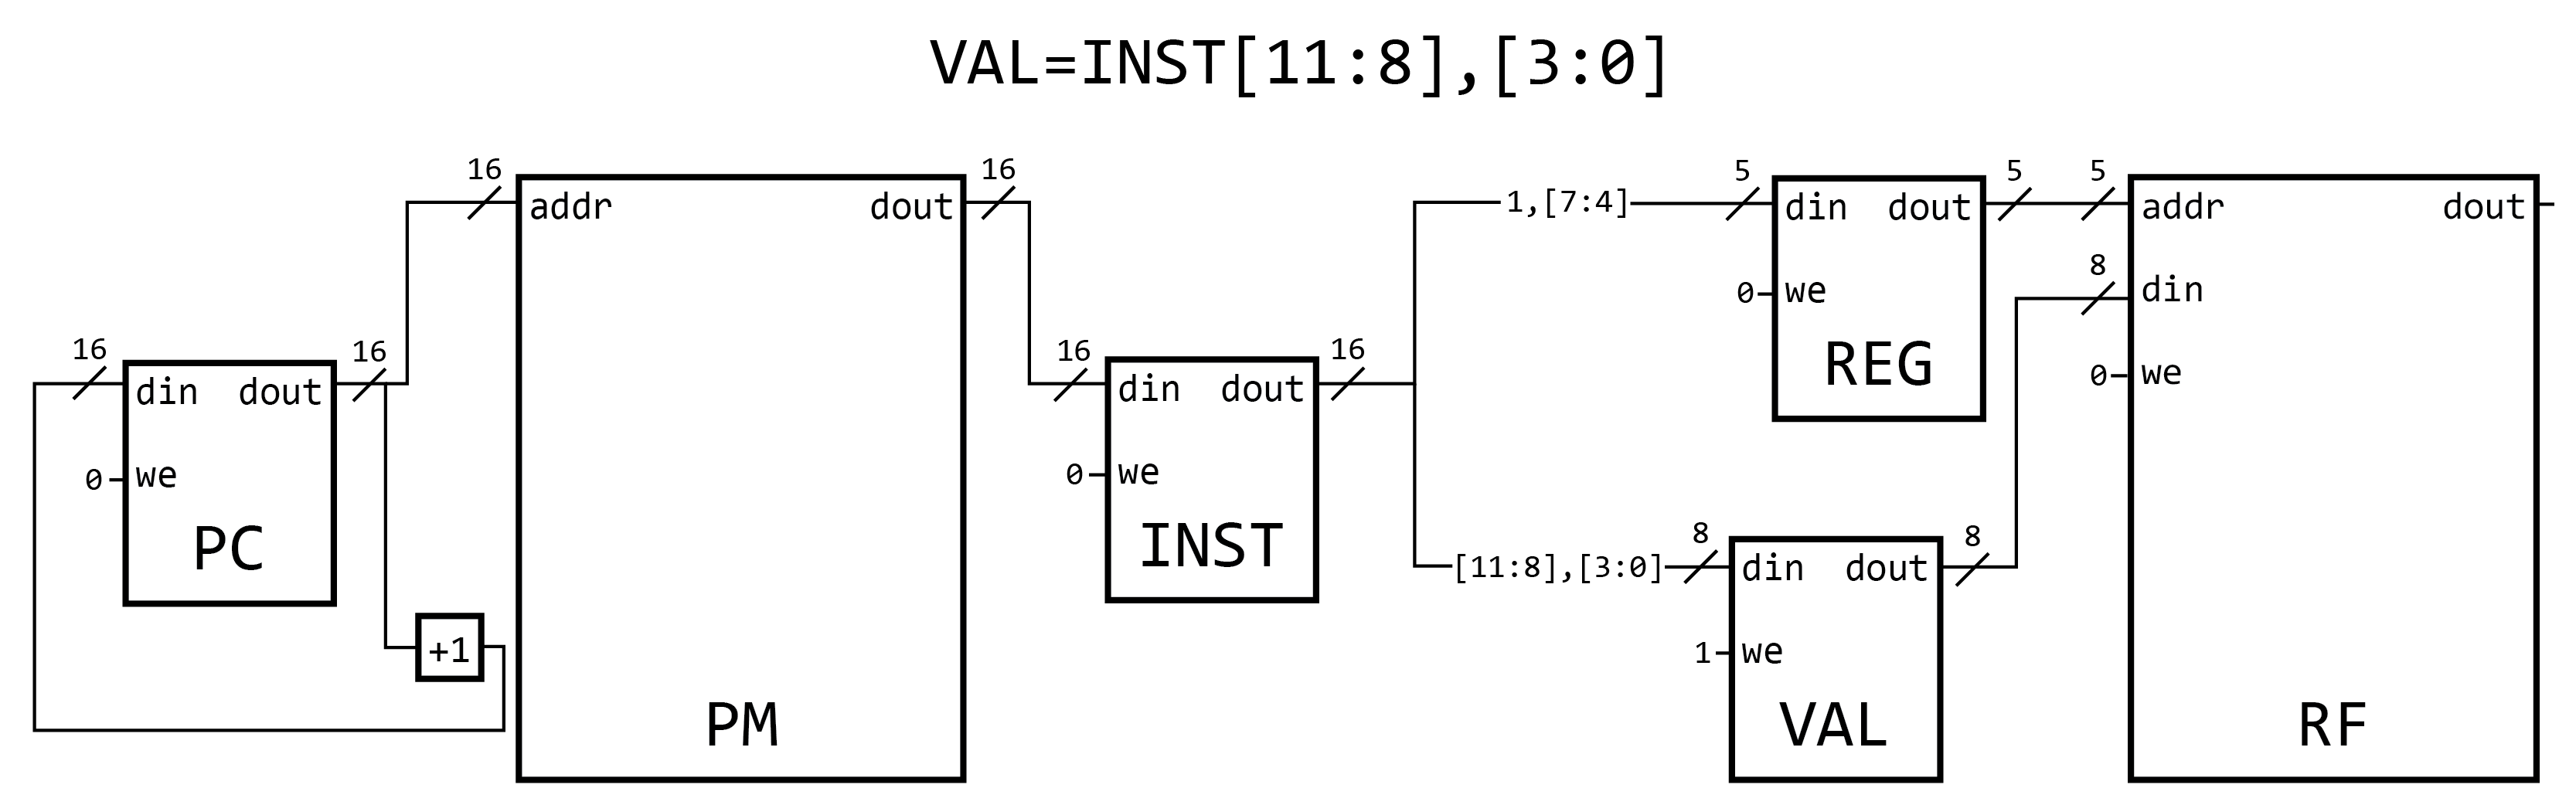 VAL=INST[11:8],[3:0]
16
addr
dout
PM
16
16
din
dout
16
0
we
PC
+1
16
din
dout
16
0
we
INST
1,[7:4]
5
din
dout
5
0
we
REG
[11:8],[3:0]
8
din
dout
8
1
we
VAL
5
addr
dout
8
din
0
we
RF